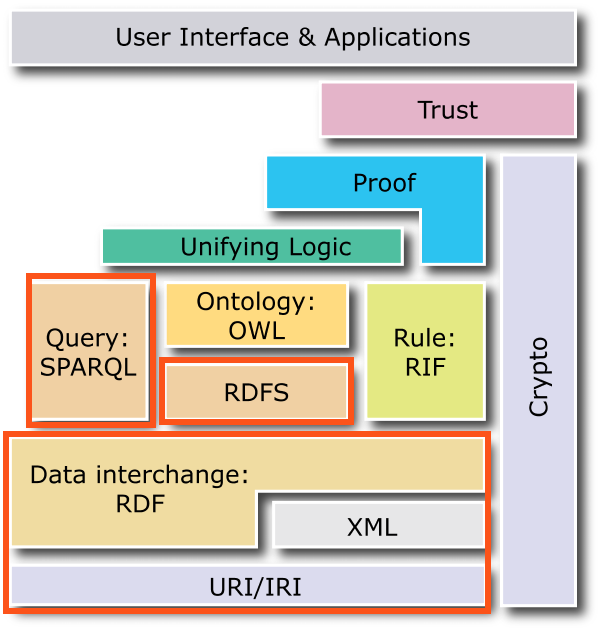 User Interface & Applications
Trust
Proof
Unifying Logic
Query:
SPARQL
Ontology:
OWL
RDFS
Rule:
RIF
Crypto
Data interchange:
RDF
XML
URI/IRI